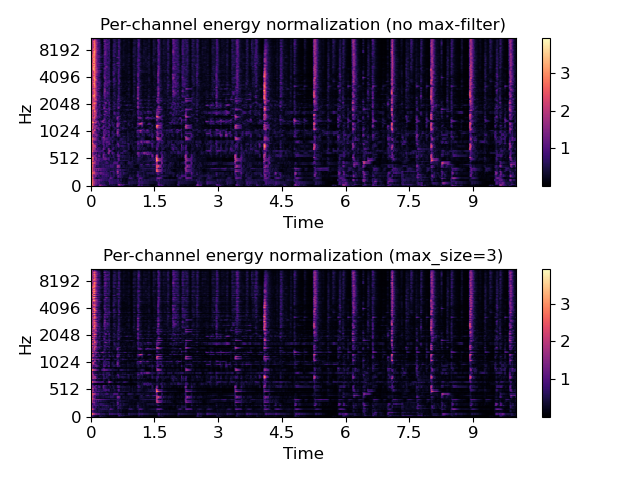 Per-channel energy normalization (no max-filter)
8192
4096
2048
1024
512
0
Hz
0 1.5 3 4.5 6 7.5 9
Time
3
2
1
Per-channel energy normalization (max_size=3)
8192
4096
2048
1024
512
0
Hz
0 1.5 3 4.5 6 7.5 9
Time
3
2
1